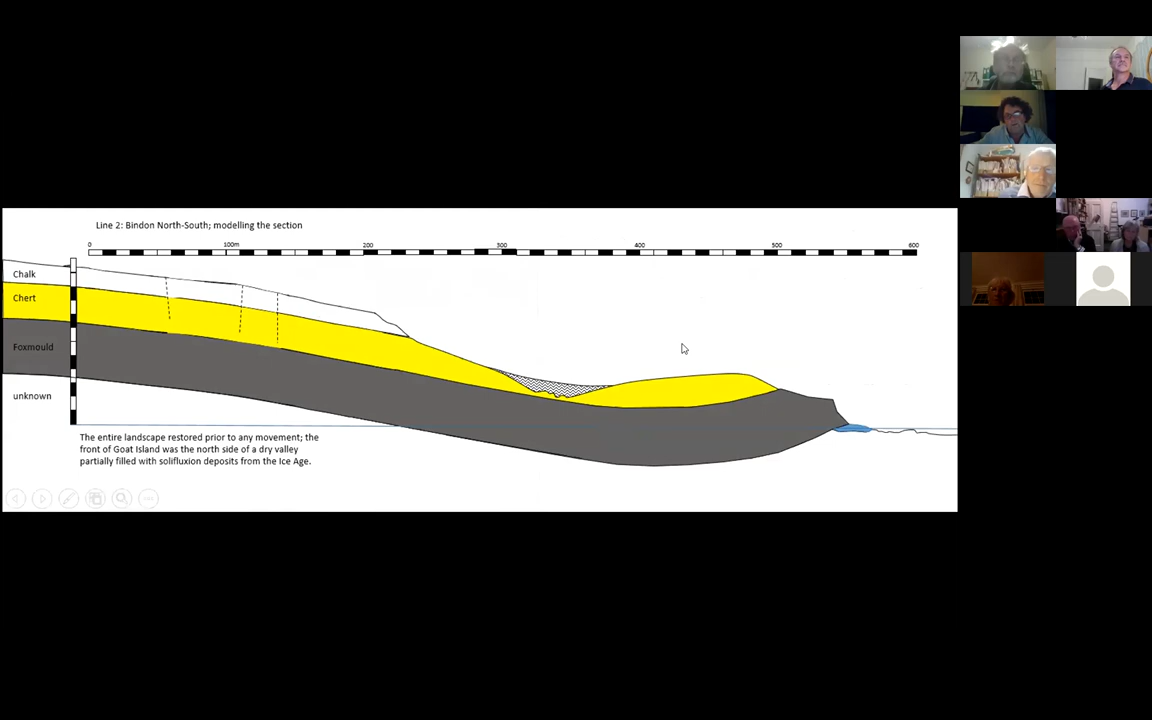 Line 2: Bindon North-South; modelling the section
0 100m 200 300 400 500 600
Chalk
Chert
Foxmould
unknown
The entire landscape restored prior to any movement; the
front of Goat Island was the north side of a dry valley
partially filled with solifluxion deposits from the Ice Age.